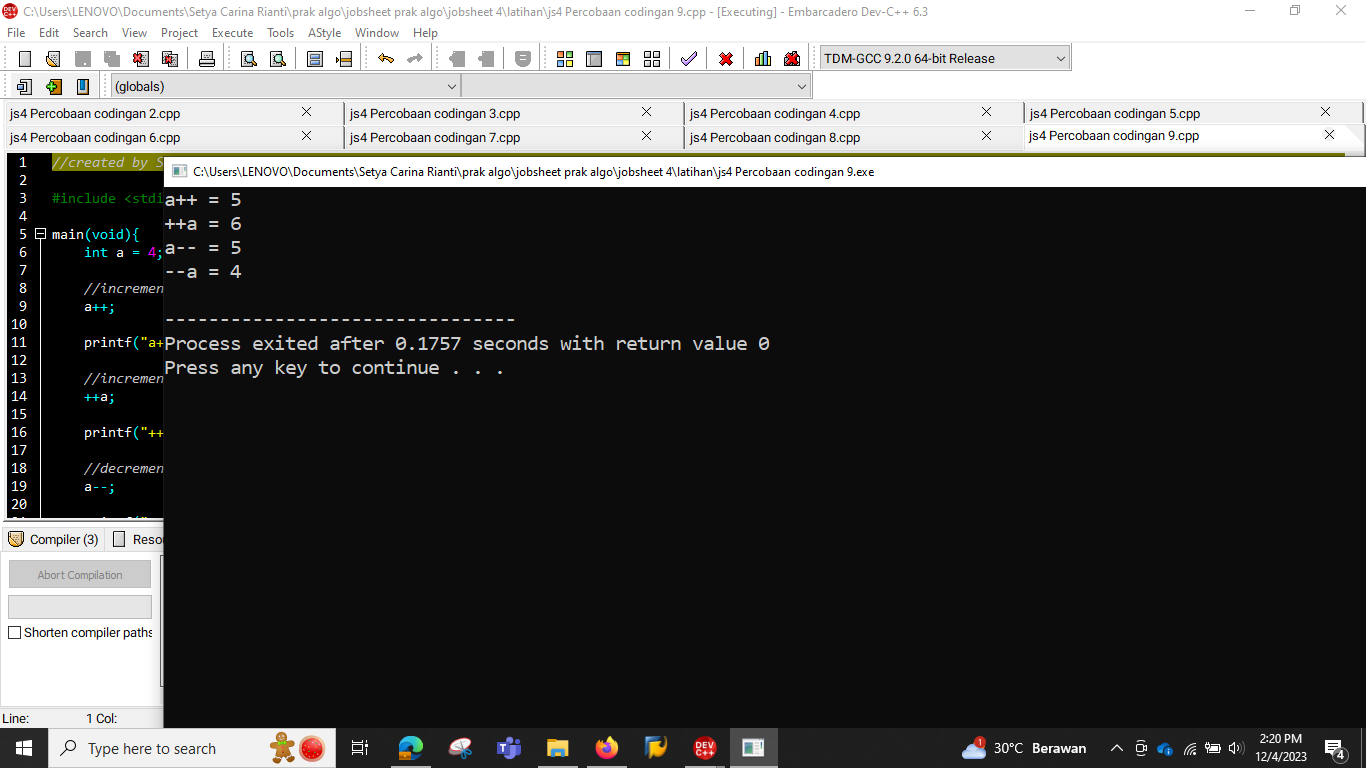 C:\Users\LENOVO\Documents\Setya Carina Rianti\prak algo\jobsheet prak algo\jobsheet 4\latihan\js4 Percobaan codingan 9.cpp - [Executing] - Embarcadero Dev-C++ 6.3
File Edit Search View Project Execute Tools AStyle Window Help
TDM-GCC 9.2.0 64-bit Release
(globals)
js4 Percobaan codingan 2.cpp js4 Percobaan codingan 3.cpp js4 Percobaan codingan 4.cpp js4 Percobaan codingan 5.cpp
js4 Percobaan codingan 6.cpp js4 Percobaan codingan 7.cpp js4 Percobaan codingan 8.cpp js4 Percobaan codingan 9.cpp
1 //created by S
2
3 #include <stdi
4
5 main(void){
6 int a = 4;
7
8 //incremen
9 a++;
10
11 printf("a+
12
13 //incremen
14 ++a;
15
16 printf("++
17
18 //decremen
19 a--;
20
C:\Users\LENOVO\Documents\Setya Carina Rianti\prak algo\jobsheet prak algo\jobsheet 4\latihan\js4 Percobaan codingan 9.exe
a++ = 5
++a = 6
a-- = 5
--a = 4
--------------------------------
Process exited after 0.1757 seconds with return value 0
Press any key to continue . . .
Compiler (3) Resou
Abort Compilation
Shorten compiler paths
Line: 1 Col:
Type here to search
DEV C++
1
30°C Berawan
2:20 PM
12/4/2023
4